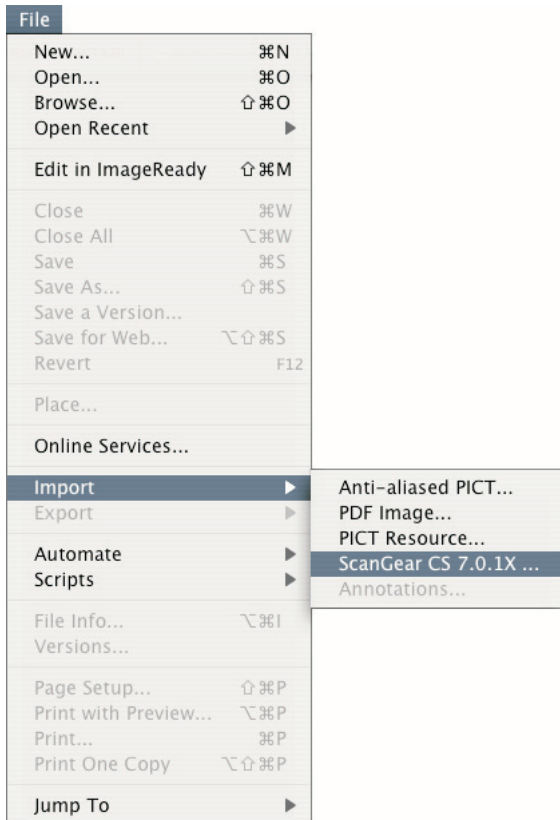 File
New... ⌘N
Open... ⌘O
Browse... ⇧⌘O
Open Recent ▶
Edit in ImageReady ⇧⌘M
Close ⌘W
Close All ⌥⌘W
Save ⌘S
Save As... ⇧⌘S
Save a Version...
Save for Web... ⌥⇧⌘S
Revert F12
Place...
Online Services...
Import ▶
Export ▶
Automate ▶
Scripts ▶
File Info... ⌥⌘I
Versions...
Page Setup... ⇧⌘P
Print with Preview... ⌥⌘P
Print... ⌘P
Print One Copy ⌥⇧⌘P
Jump To ▶
Anti-aliased PICT...
PDF Image...
PICT Resource...
ScanGear CS 7.0.1X ...
Annotations...